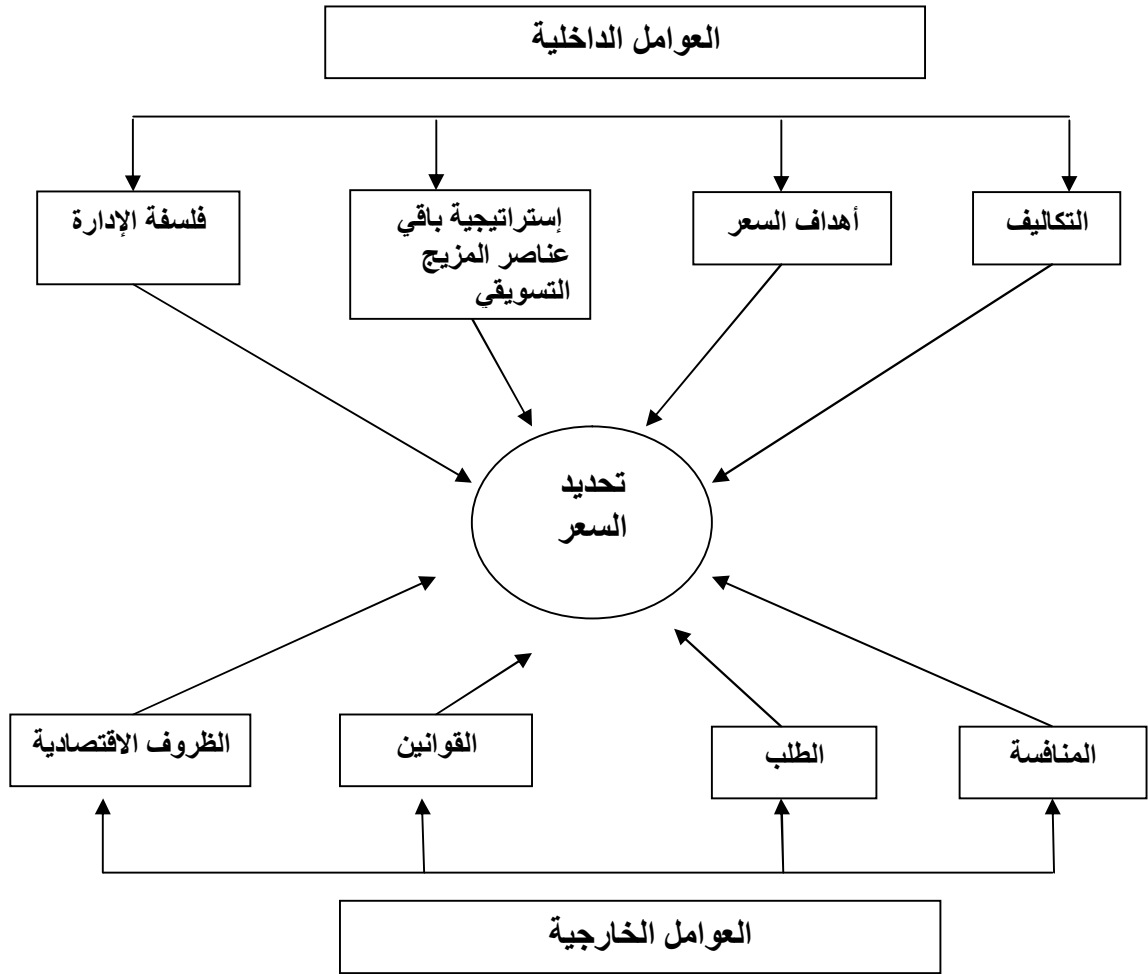 العوامل الداخلية
التكاليف
أهداف السعر
إستراتيجية باقي
عناصر المزيج
التسويقي
فلسفة الإدارة
تحديد
السعر
المنافسة
الطلب
القوانين
الظروف الاقتصادية
العوامل الخارجية